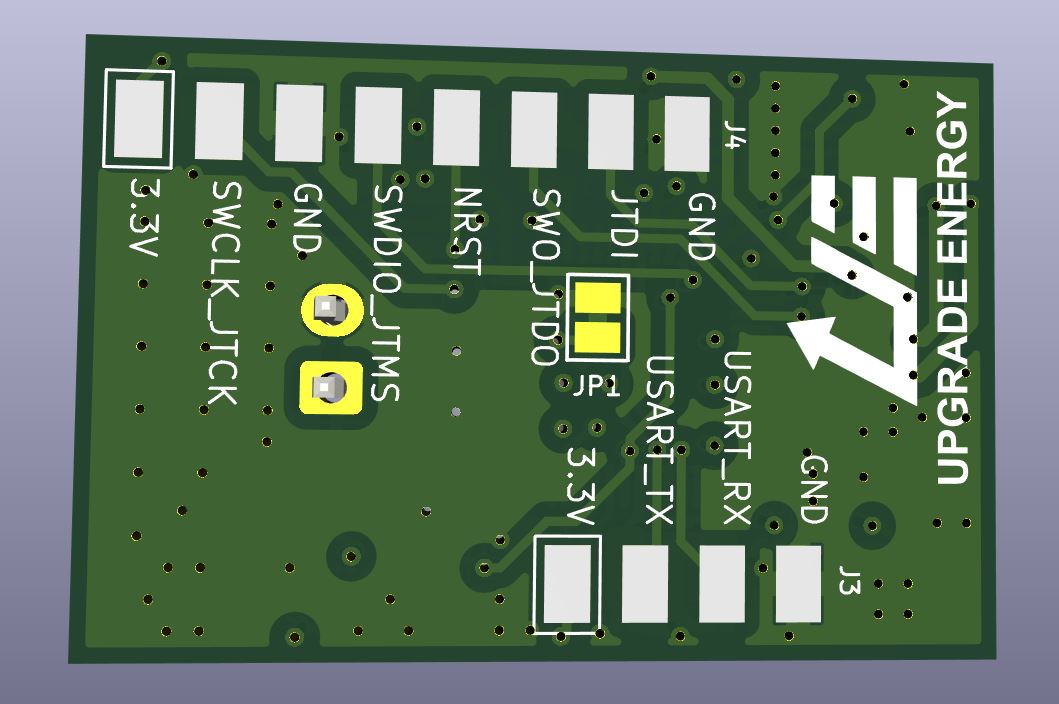 3.3V
SWCLK_JTCK
GND
SWDIO_JTMS
NRST
SWO_JTDO
JTDI
GND
J4
UPGRADE ENERGY
JP1
3.3V
USART_TX
USART_RX
GND
J3